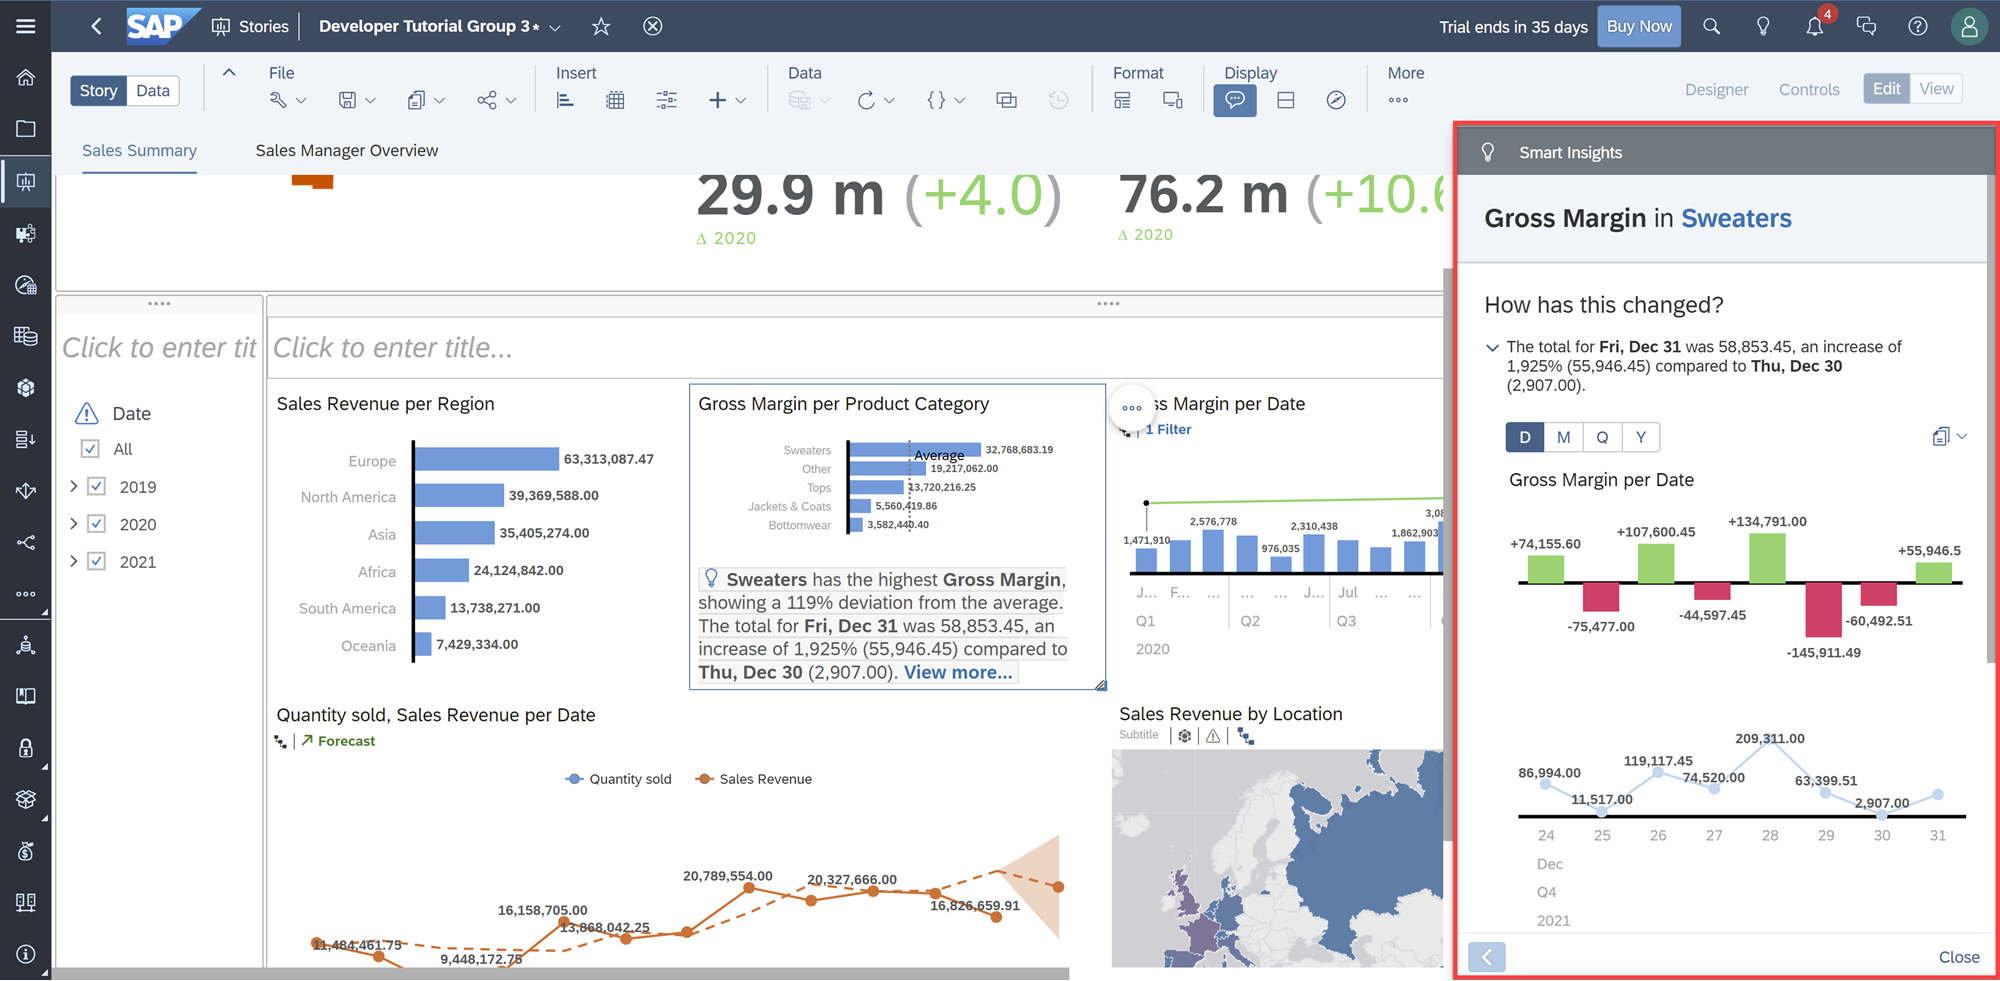 SAP
Stories
Developer Tutorial Group 3*
Trial ends in 35 days
Buy Now
4
Story
Data
File
Insert
Data
Format
Display
More
Designer
Controls
Edit
View
Sales Summary
Sales Manager Overview
29.9 m (+4.0)
Δ 2020
76.2 m (+10.6
Δ 2020
Click to enter tit
Click to enter title...
Date
All
2019
2020
2021
Sales Revenue per Region
Europe 63,313,087.47
North America 39,369,588.00
Asia 35,405,274.00
Africa 24,124,842.00
South America 13,738,271.00
Oceania 7,429,334.00
Gross Margin per Product Category
Sweaters 32,768,683.19
Average
Other 19,217,062.00
Tops 13,720,216.25
Jackets & Coats 5,560,419.86
Bottomwear 3,582,440.40
Sweaters has the highest Gross Margin,
showing a 119% deviation from the average.
The total for Fri, Dec 31 was 58,853.45, an
increase of 1,925% (55,946.45) compared to
Thu, Dec 30 (2,907.00). View more...
ss Margin per Date
1 Filter
1,471,910
2,576,778
976,035
2,310,438
1,862,903
3,08
J... F... ... ... ... J... Jul ... ...
Q1 Q2 Q3
2020
Quantity sold, Sales Revenue per Date
Forecast
Quantity sold
Sales Revenue
11,484,461.75
9,448,172.75
16,158,705.00
13,868,042.25
20,789,554.00
20,327,666.00
16,826,659.91
Sales Revenue by Location
Subtitle
Smart Insights
Gross Margin in Sweaters
How has this changed?
The total for Fri, Dec 31 was 58,853.45, an increase of
1,925% (55,946.45) compared to Thu, Dec 30
(2,907.00).
D M Q Y
Gross Margin per Date
+74,155.60
-75,477.00
+107,600.45
-44,597.45
+134,791.00
-145,911.49
-60,492.51
+55,946.5
86,994.00
11,517.00
119,117.45
74,520.00
209,311.00
63,399.51
2,907.00
24 25 26 27 28 29 30 31
Dec
Q4
2021
Close